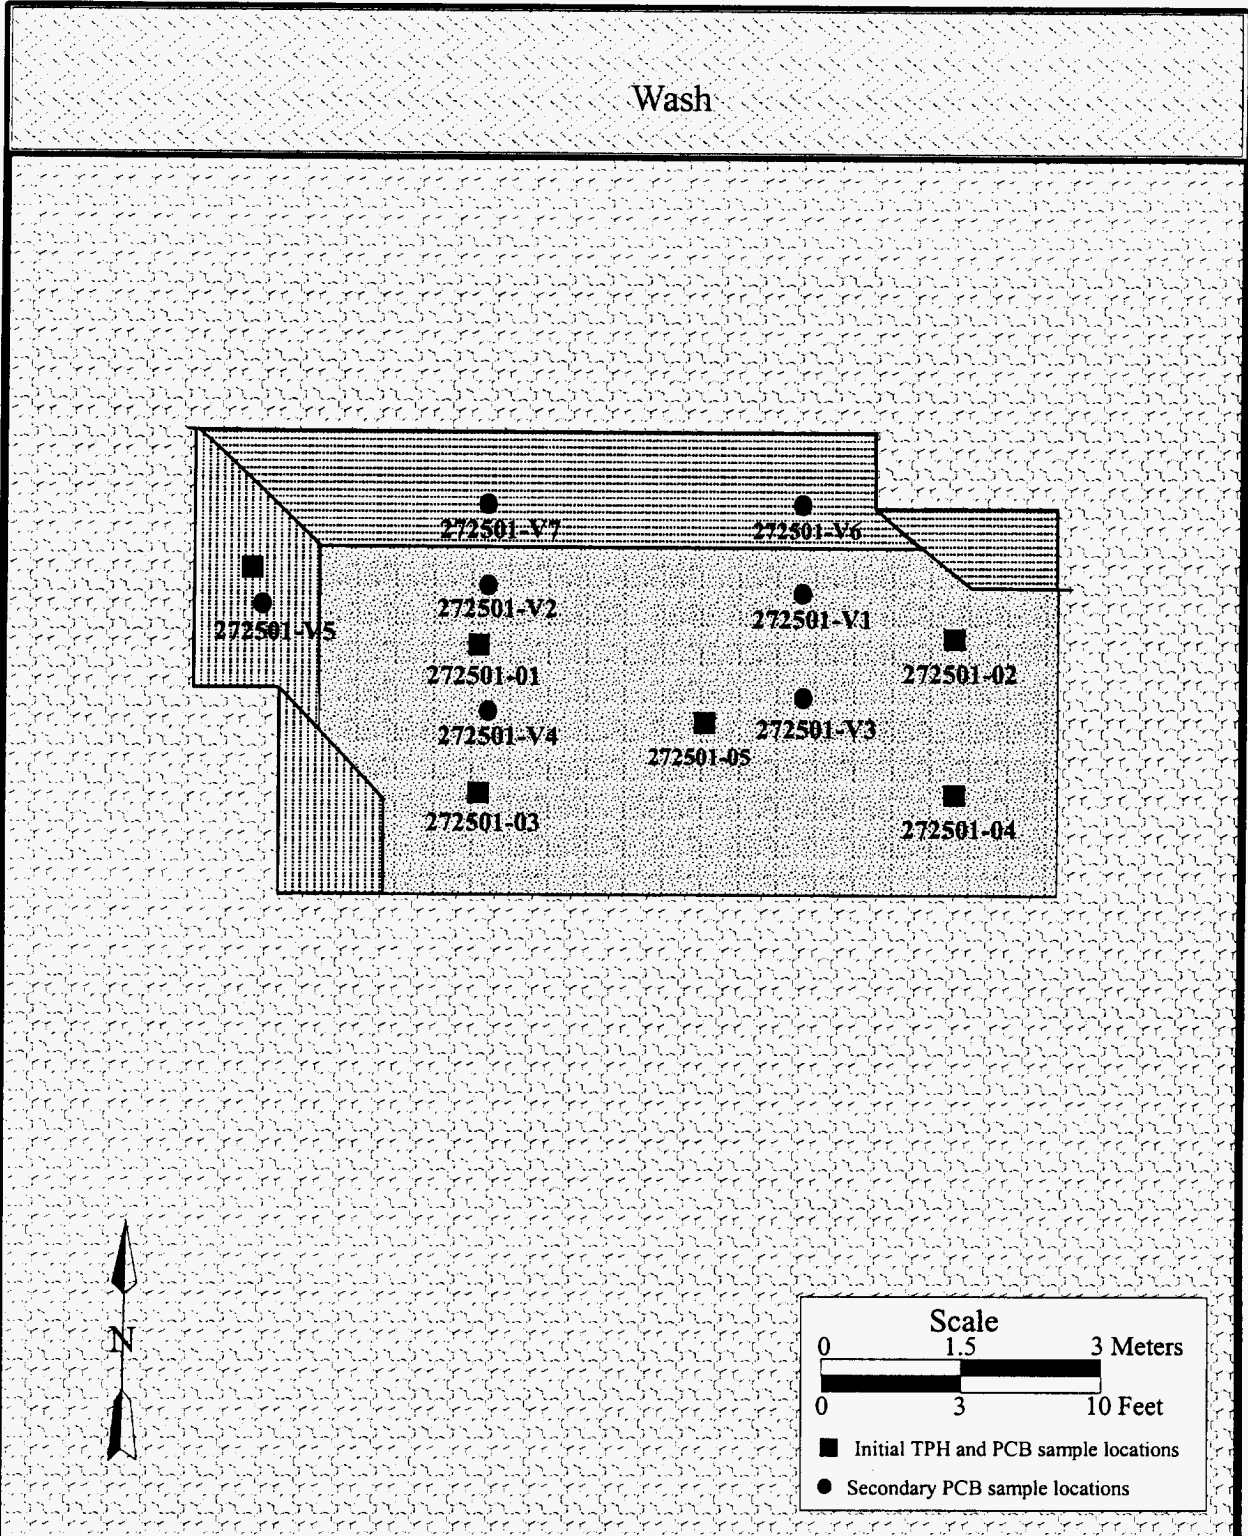 Wash
272501-V7
272501-V6
272501-V2
272501-V1
272501-V5
272501-01
272501-02
272501-V4
272501-V3
272501-05
272501-03
272501-04
N
Scale
0 1.5 3 Meters
0 3 10 Feet
Initial TPH and PCB sample locations
Secondary PCB sample locations